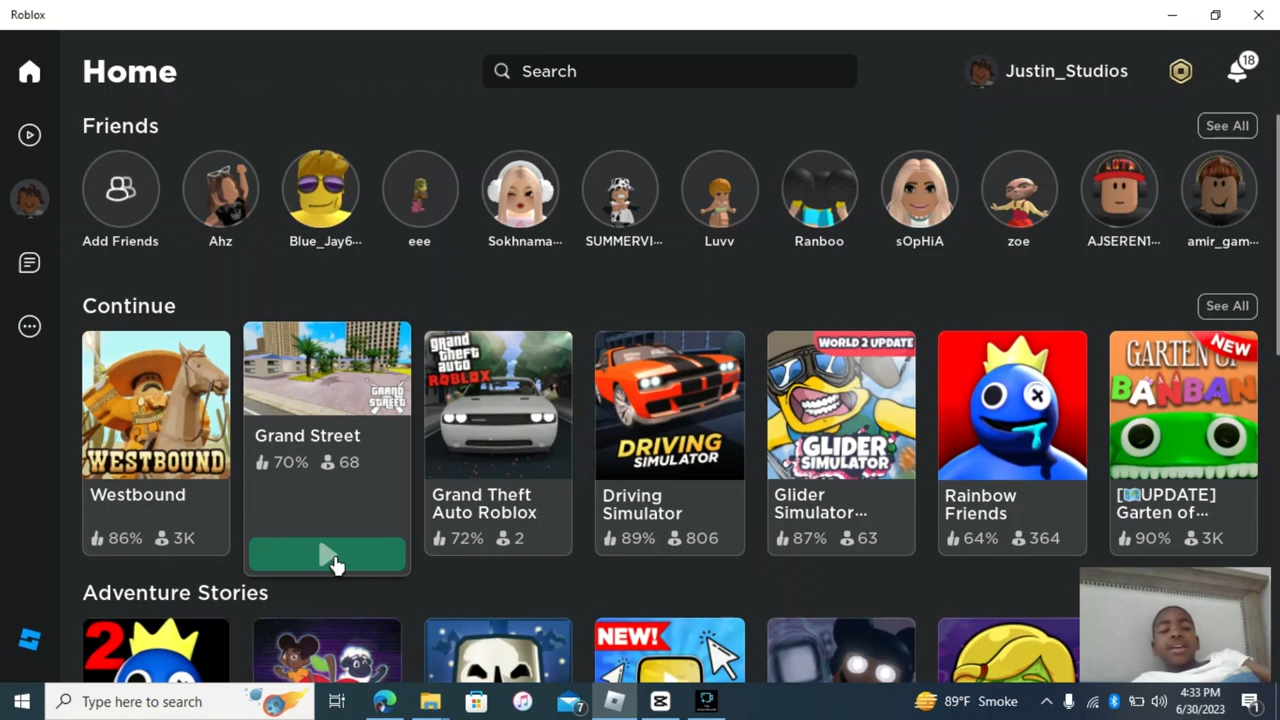 Roblox
Home
Search
Justin_Studios
18
Friends
See All
Add Friends
Ahz
Blue_Jay6...
eee
Sokhnama...
SUMMERVI...
Luvv
Ranboo
sOpHiA
zoe
AJSEREN1...
amir_gam...
Continue
See All
WESTBOUND
Westbound
86% 3K
GRAND
STREET
Grand Street
70% 68
grand
theft
auto
ROBLOX
Grand Theft
Auto Roblox
72% 2
DRIVING
SIMULATOR
Driving
Simulator
89% 806
WORLD 2 UPDATE
GLIDER
SIMULATOR
Glider
Simulator...
87% 63
Rainbow
Friends
64% 364
NEW
GARTEN OF
BANBAN
[🗺️UPDATE]
Garten of...
90% 3K
Adventure Stories
2
NEW!
Type here to search
7
89°F Smoke
4:33 PM
6/30/2023
1